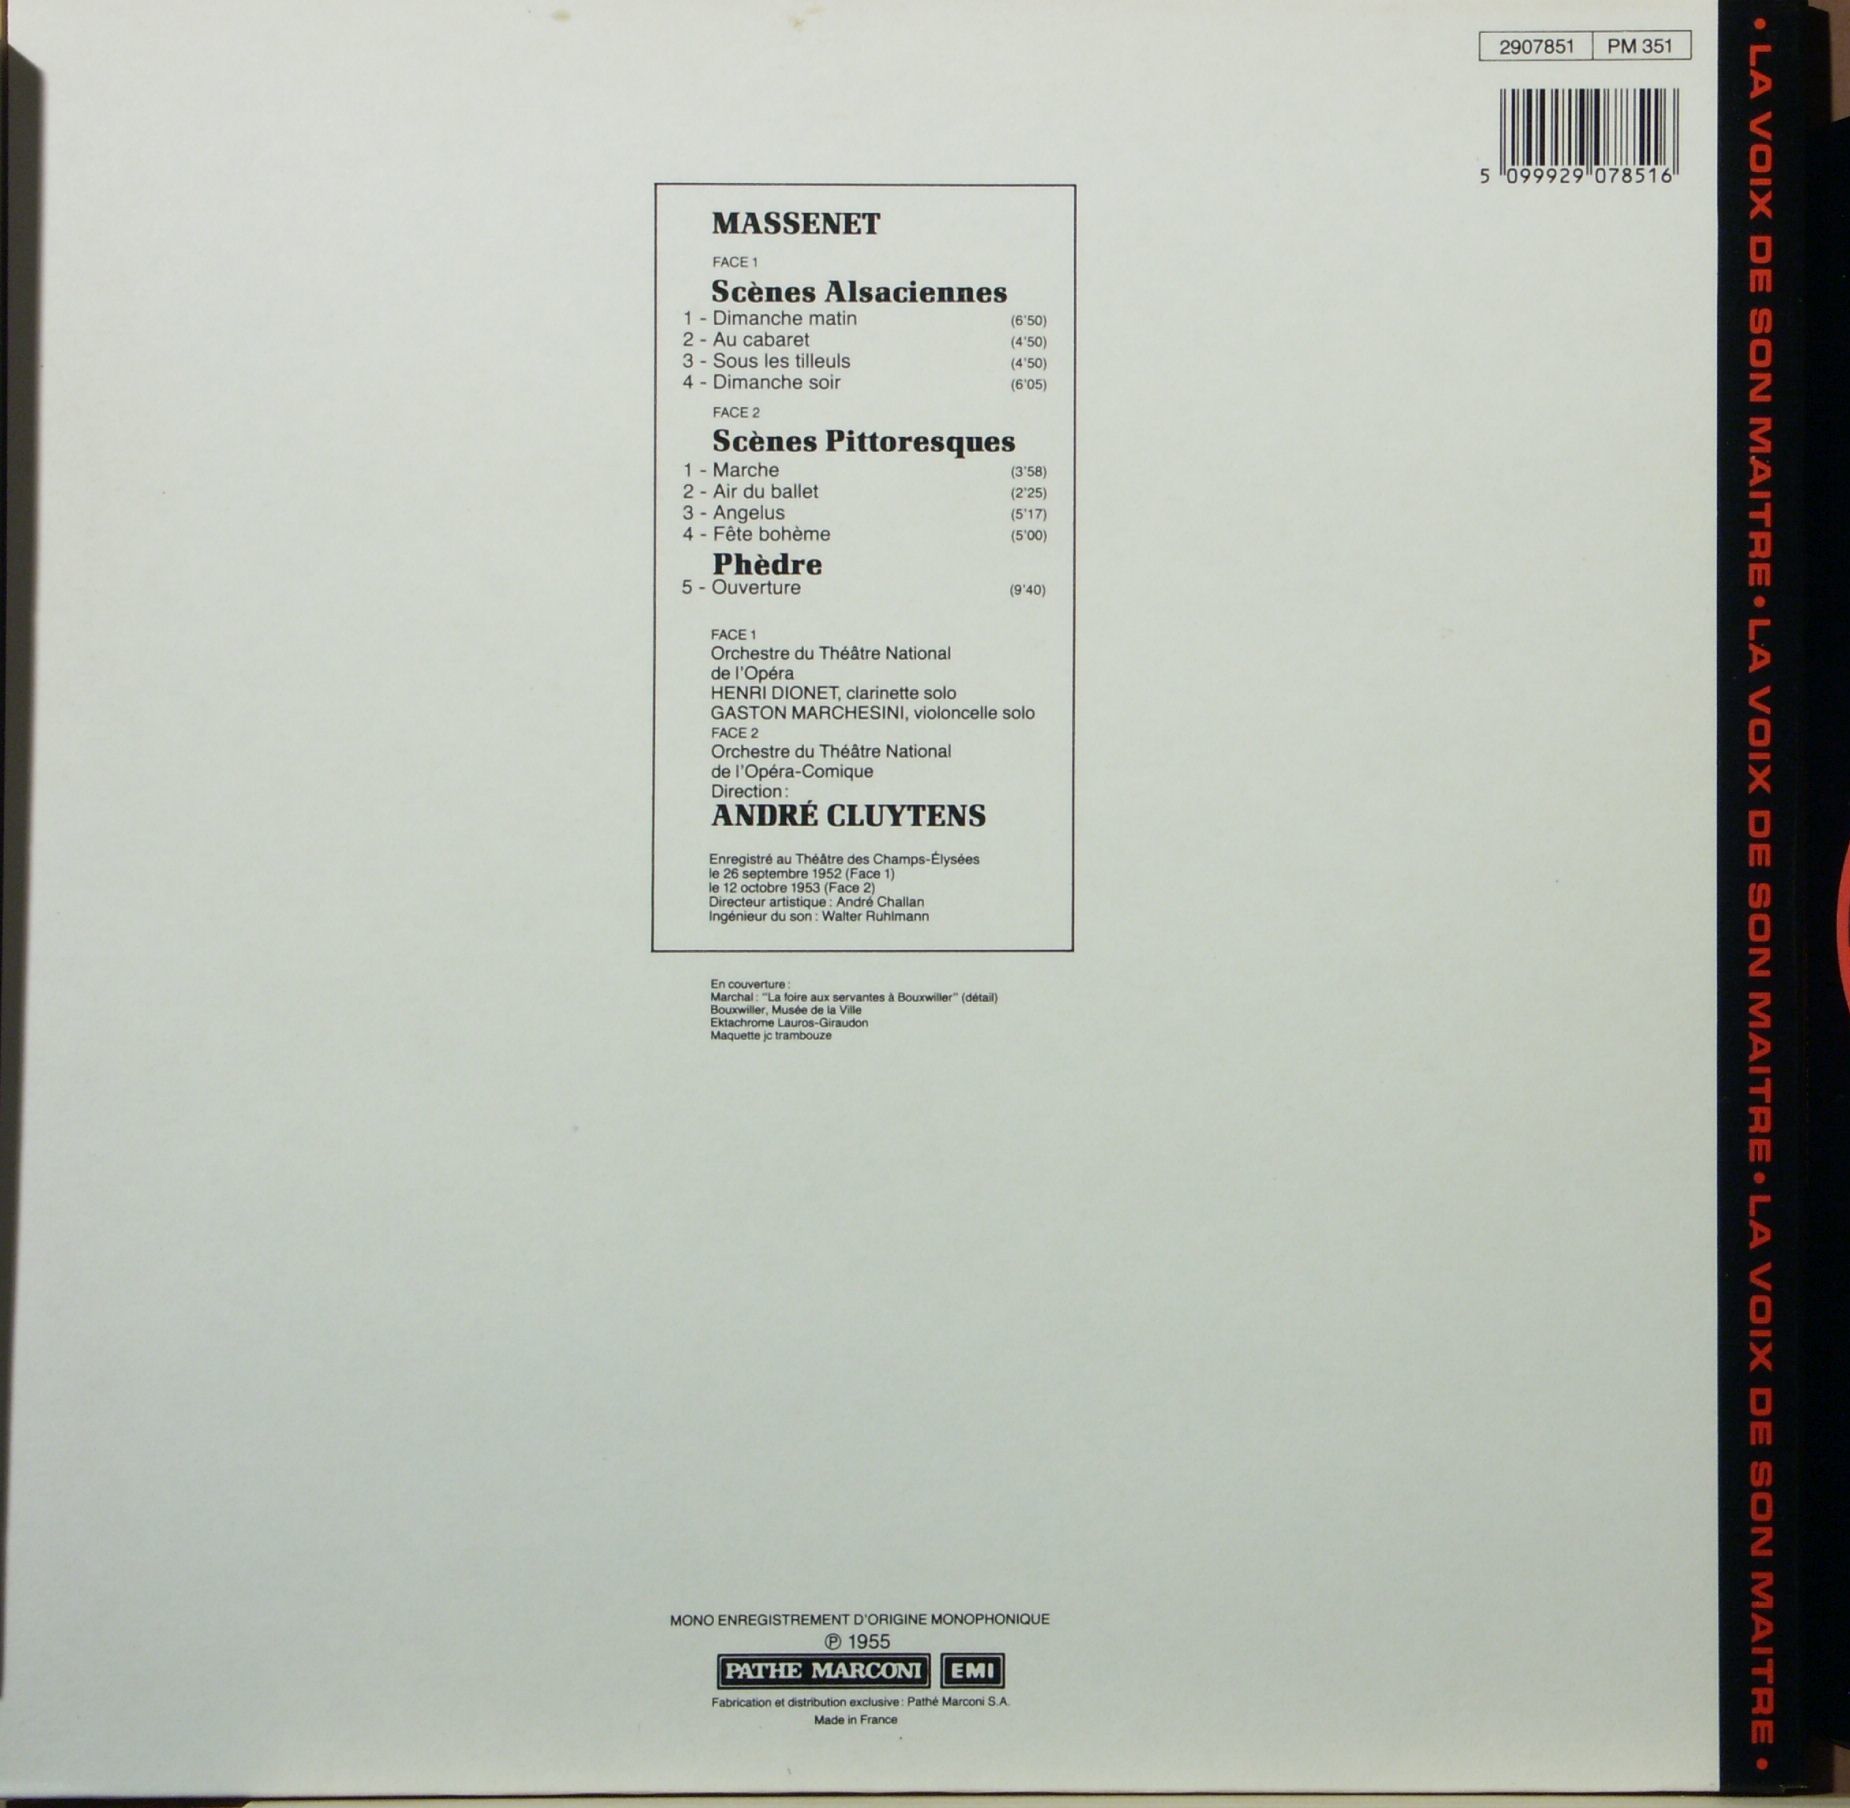 2907851 PM 351
5 099929 078516
MASSENET
FACE 1
Scènes Alsaciennes
1 - Dimanche matin (6'50)
2 - Au cabaret (4'50)
3 - Sous les tilleuls (4'50)
4 - Dimanche soir (6'05)
FACE 2
Scènes Pittoresques
1 - Marche (3'58)
2 - Air du ballet (2'25)
3 - Angelus (5'17)
4 - Fête bohème (5'00)
Phèdre
5 - Ouverture (9'40)
FACE 1
Orchestre du Théâtre National
de l'Opéra
HENRI DIONET, clarinette solo
GASTON MARCHESINI, violoncelle solo
FACE 2
Orchestre du Théâtre National
de l'Opéra-Comique
Direction :
ANDRÉ CLUYTENS
Enregistré au Théâtre des Champs-Élysées
le 26 septembre 1952 (Face 1)
le 12 octobre 1953 (Face 2)
Directeur artistique : André Challan
Ingénieur du son : Walter Ruhlmann
En couverture :
Marchal : "La foire aux servantes à Bouxwiller" (détail)
Bouxwiller, Musée de la Ville
Ektachrome Lauros-Giraudon
Maquette jc trambouze
MONO ENREGISTREMENT D'ORIGINE MONOPHONIQUE
℗ 1955
PATHE MARCONI EMI
Fabrication et distribution exclusive : Pathé Marconi S.A.
Made in France
• LA VOIX DE SON MAITRE • LA VOIX DE SON MAITRE • LA VOIX DE SON MAITRE •